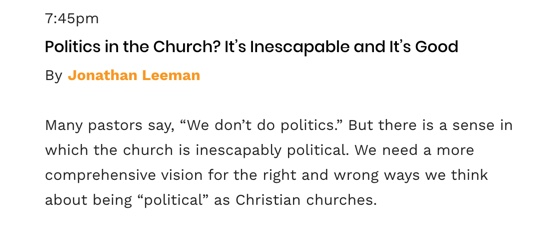 7:45pm
Politics in the Church? It’s Inescapable and It’s Good
By Jonathan Leeman
Many pastors say, “We don’t do politics.” But there is a sense in
which the church is inescapably political. We need a more
comprehensive vision for the right and wrong ways we think
about being “political” as Christian churches.